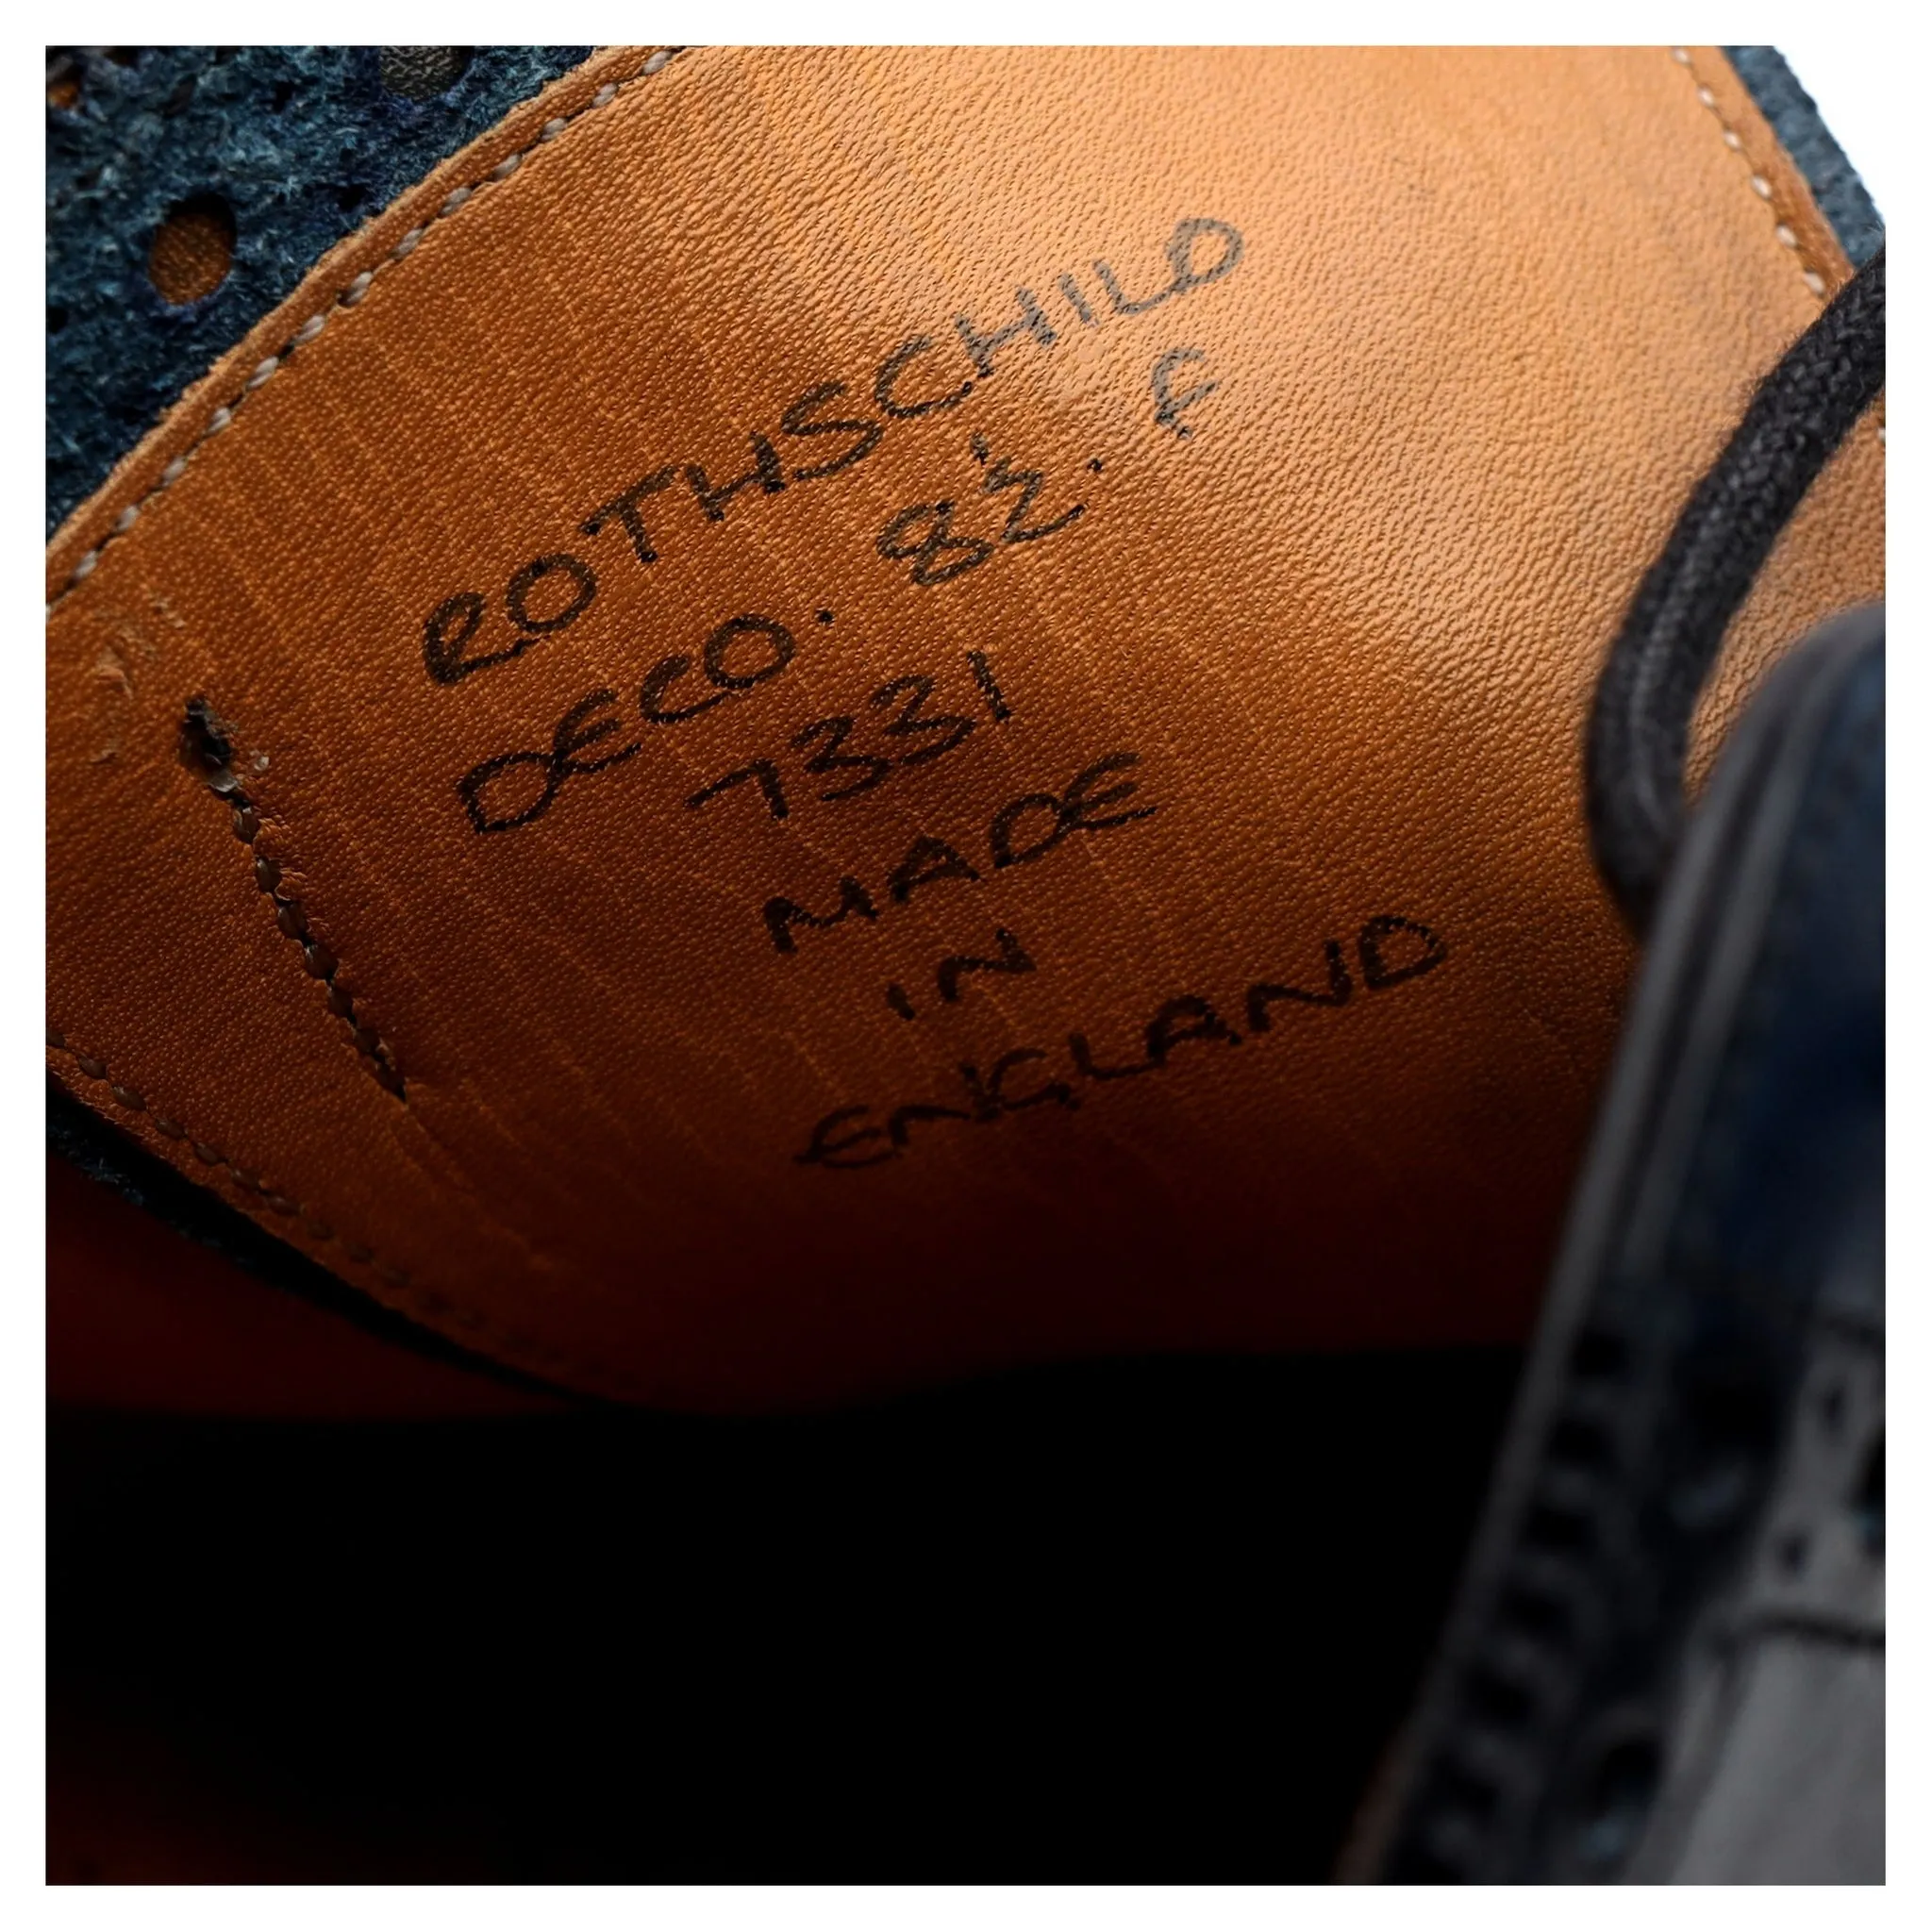 ROTHSCHILD
DECO. 8½. F
7331
MADE
IN
ENGLAND